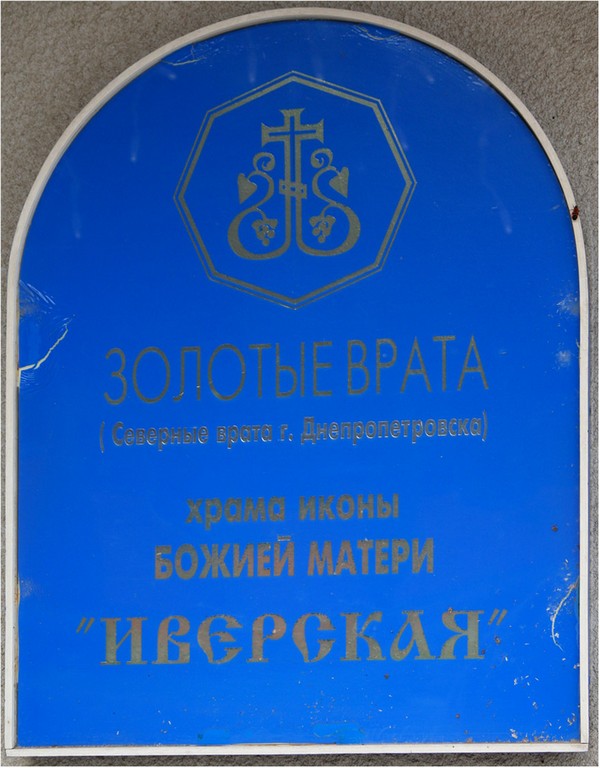 ЗОЛОТЫЕ ВРАТА
( Северные врата г. Днепропетровска)
храма иконы
БОЖИЕЙ МАТЕРИ
"ИВЕРСКАЯ"